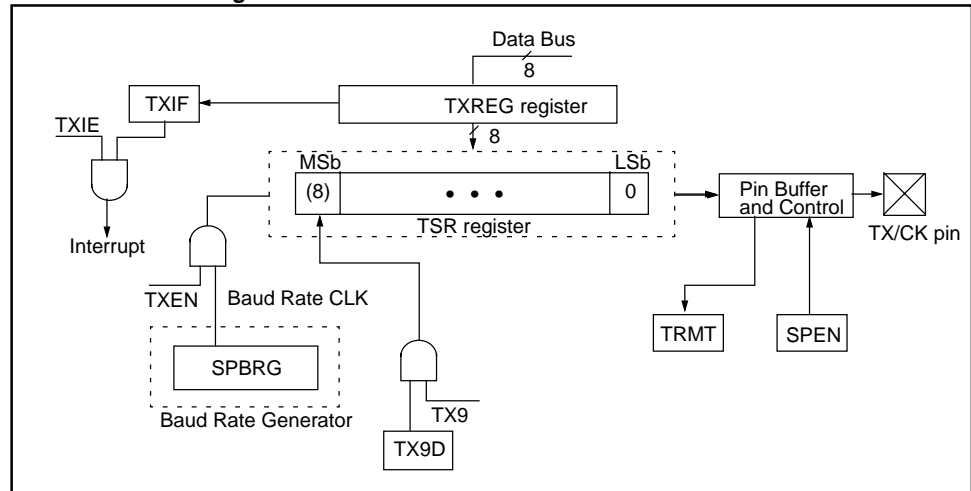 Data Bus
8
TXIF
TXREG register
TXIE
8
MSb
LSb
(8)
• • •
0
Pin Buffer
and Control
TSR register
TX/CK pin
Interrupt
TXEN
Baud Rate CLK
TRMT
SPEN
SPBRG
TX9
Baud Rate Generator
TX9D